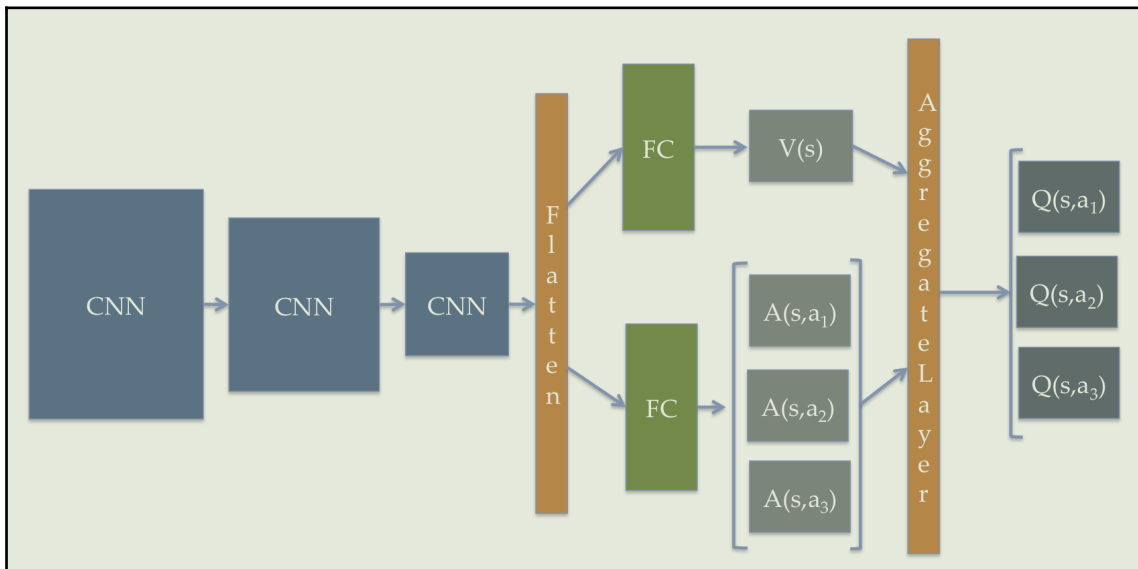 CNN
CNN
CNN
Flatten
FC
V(s)
FC
A(s,a₁)
A(s,a₂)
A(s,a₃)
AggregateLayer
Q(s,a₁)
Q(s,a₂)
Q(s,a₃)